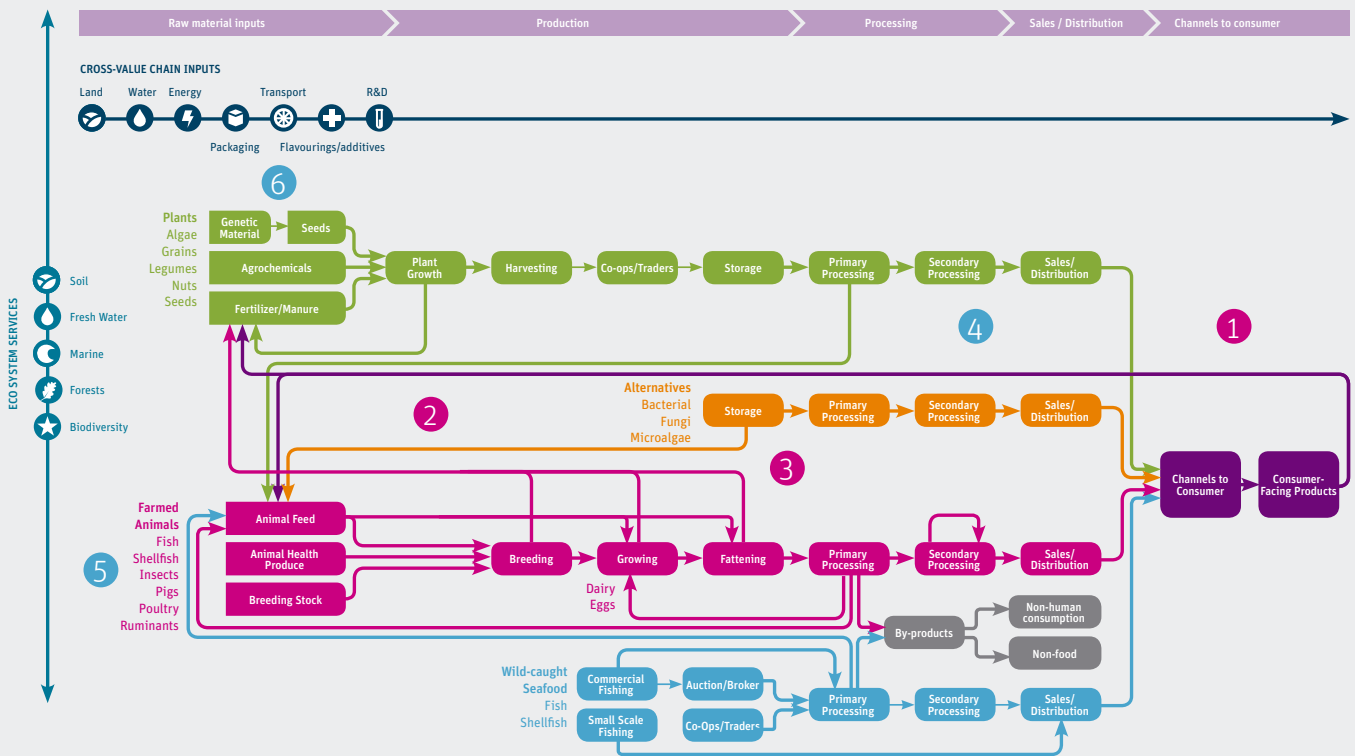 Raw material inputs
Production
Processing
Sales / Distribution
Channels to consumer
CROSS-VALUE CHAIN INPUTS
Land
Water
Energy
Transport
R&D
Packaging
Flavourings/additives
6
ECO SYSTEM SERVICES
Soil
Fresh Water
Marine
Forests
Biodiversity
Plants
Algae
Grains
Legumes
Nuts
Seeds
Genetic
Material
Seeds
Agrochemicals
Fertilizer/Manure
Plant
Growth
Harvesting
Co-ops/Traders
Storage
Primary
Processing
Secondary
Processing
Sales/
Distribution
4
1
2
Alternatives
Bacterial
Fungi
Microalgae
Storage
Primary
Processing
Secondary
Processing
Sales/
Distribution
3
Channels to
Consumer
Consumer-
Facing Products
5
Farmed
Animals
Fish
Shellfish
Insects
Pigs
Poultry
Ruminants
Animal Feed
Animal Health
Produce
Breeding Stock
Breeding
Growing
Fattening
Primary
Processing
Secondary
Processing
Sales/
Distribution
Dairy
Eggs
By-products
Non-human
consumption
Non-food
Wild-caught
Seafood
Fish
Shellfish
Commercial
Fishing
Auction/Broker
Small Scale
Fishing
Co-Ops/Traders
Primary
Processing
Secondary
Processing
Sales/
Distribution